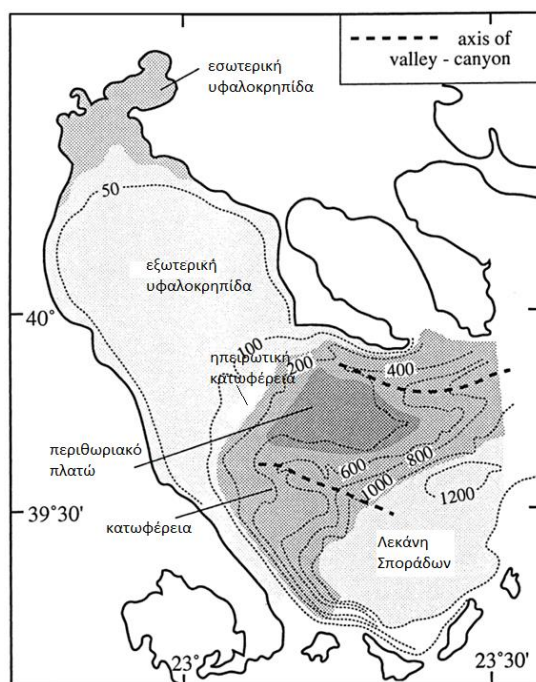 axis of
valley - canyon
εσωτερική
υφαλοκρηπίδα
50
εξωτερική
υφαλοκρηπίδα
40°
100
ηπειρωτική
κατωφέρεια
200
400
περιθωριακό
πλατώ
600
800
1000
1200
39°30'
κατωφέρεια
Λεκάνη
Σποράδων
23°
23°30'